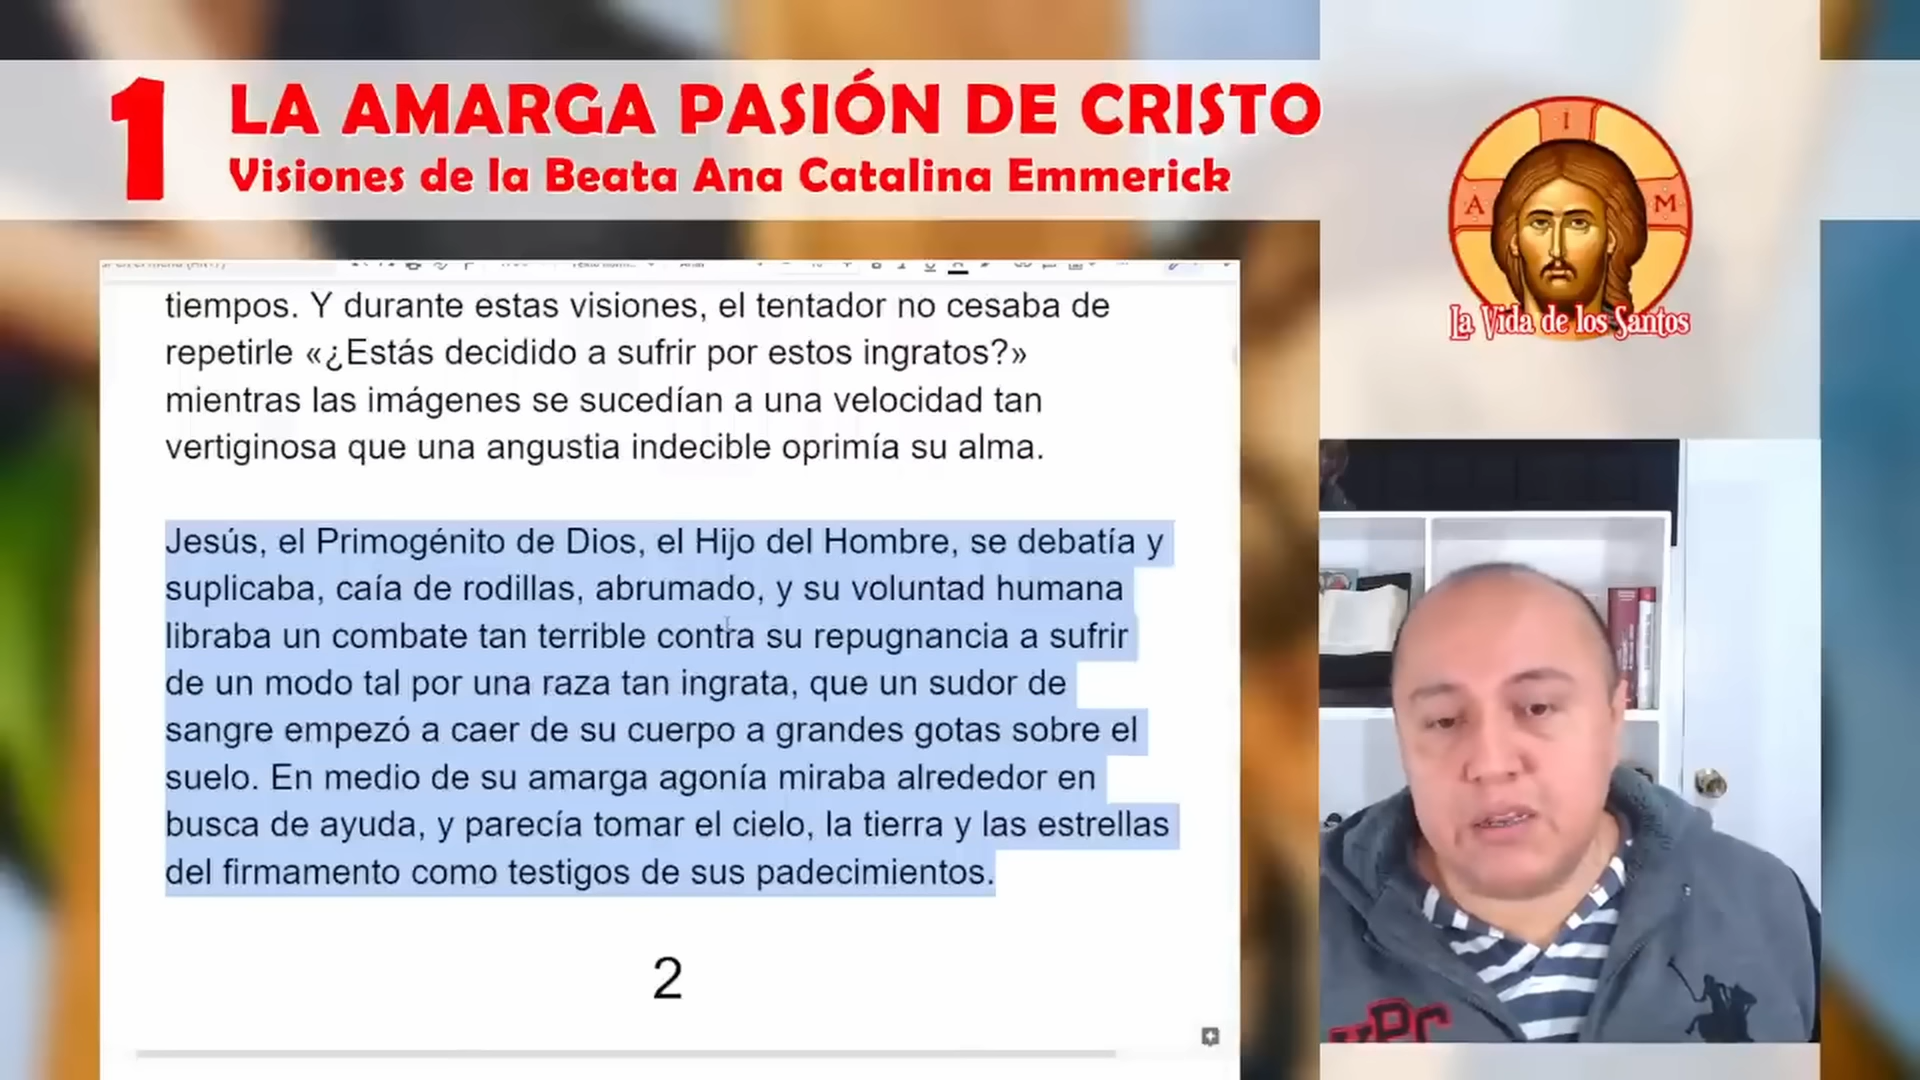 1
LA AMARGA PASIÓN DE CRISTO
Visiones de la Beata Ana Catalina Emmerick
I
A
M
La Vida de los Santos
tiempos. Y durante estas visiones, el tentador no cesaba de
repetirle «¿Estás decidido a sufrir por estos ingratos?»
mientras las imágenes se sucedían a una velocidad tan
vertiginosa que una angustia indecible oprimía su alma.
Jesús, el Primogénito de Dios, el Hijo del Hombre, se debatía y
suplicaba, caía de rodillas, abrumado, y su voluntad humana
libraba un combate tan terrible contra su repugnancia a sufrir
de un modo tal por una raza tan ingrata, que un sudor de
sangre empezó a caer de su cuerpo a grandes gotas sobre el
suelo. En medio de su amarga agonía miraba alrededor en
busca de ayuda, y parecía tomar el cielo, la tierra y las estrellas
del firmamento como testigos de sus padecimientos.
2